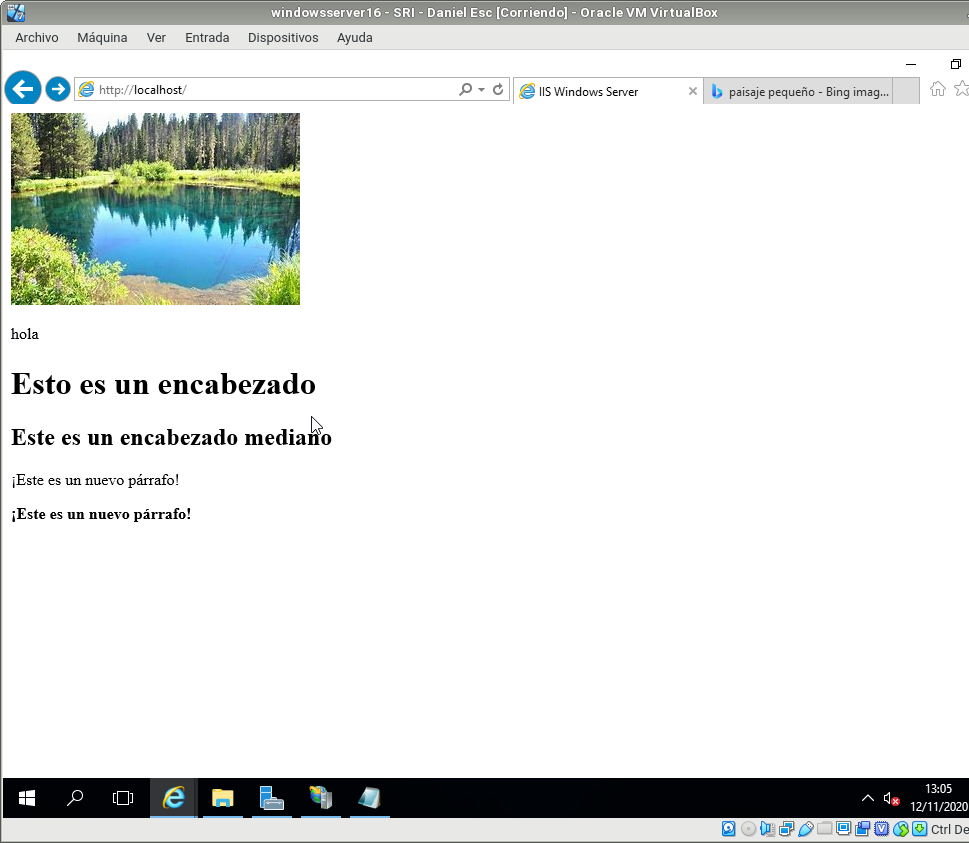 windowsserver16 - SRI - Daniel Esc [Corriendo] - Oracle VM VirtualBox
Archivo Máquina Ver Entrada Dispositivos Ayuda
http://localhost/ IIS Windows Server paisaje pequeño - Bing imag...
hola
Esto es un encabezado
Este es un encabezado mediano
¡Este es un nuevo párrafo!
¡Este es un nuevo párrafo!
13:05
12/11/2020
Ctrl De